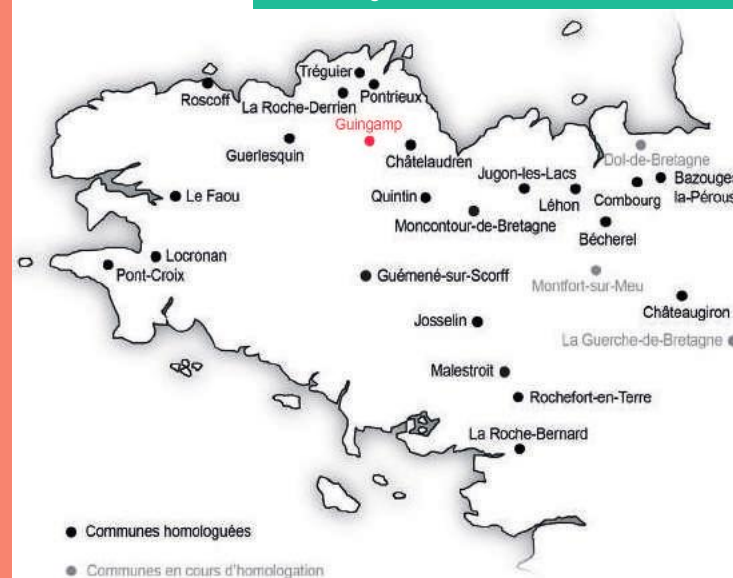 Tréguier
Roscoff
La Roche-Derrien
Pontrieux
Guingamp
Guerlesquin
Châtelaudren
Dol-de-Bretagne
Jugon-les-Lacs
Bazouges
la-Pérous
Le Faou
Quintin
Léhon
Combourg
Moncontour-de-Bretagne
Bécherel
Locronan
Pont-Croix
Guémené-sur-Scorff
Montfort-sur-Meu
Châteaugiron
Josselin
La Guerche-de-Bretagne
Malestroit
Rochefort-en-Terre
La Roche-Bernard
Communes homologuées
Communes en cours d'homologation